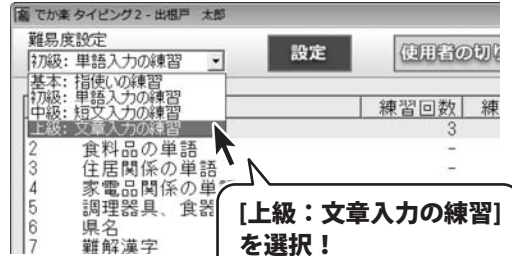 でか楽 タイピング2 - 出根戸 太郎
難易度設定
初級: 単語入力の練習
設定
使用者の切り
基本: 指使いの練習
初級: 単語入力の練習
中級: 短文入力の練習
上級: 文章入力の練習
練習回数 練
3
2 食料品の単語 -
3 住居関係の単語 -
4 家電品関係の単
5 調理器具、食器
6 県名
7 難解漢字
[上級:文章入力の練習]
を選択!